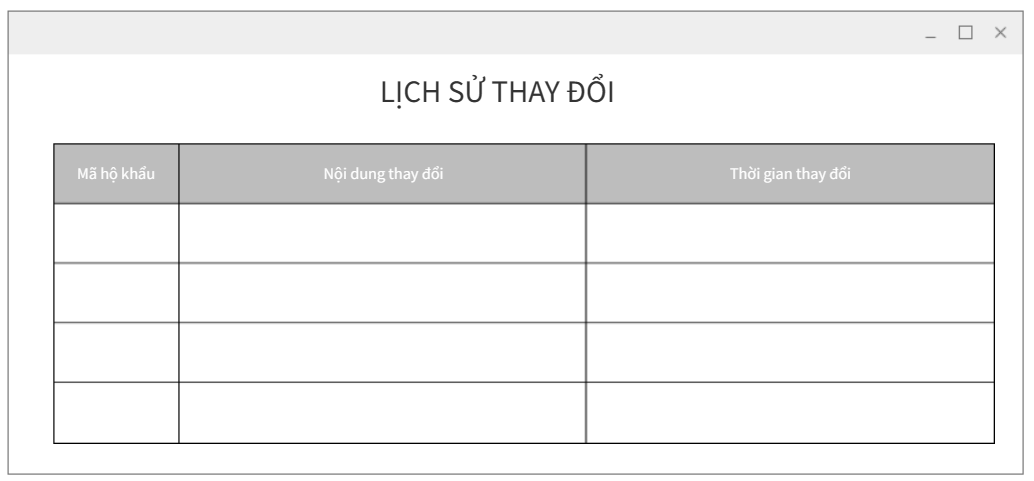 LỊCH SỬ THAY ĐỔI
Mã hộ khẩu Nội dung thay đổi Thời gian thay đổi